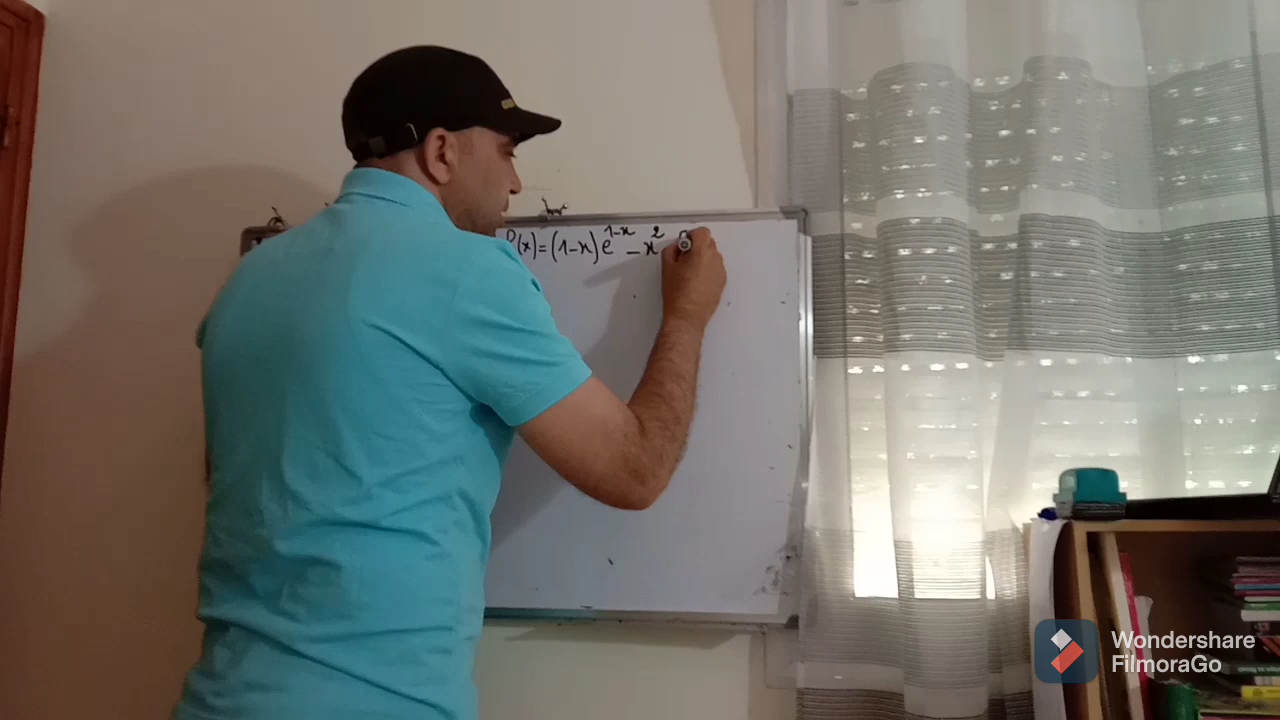 P(x) = (1-x) e^{1-x} - x^2
Wondershare
FilmoraGo